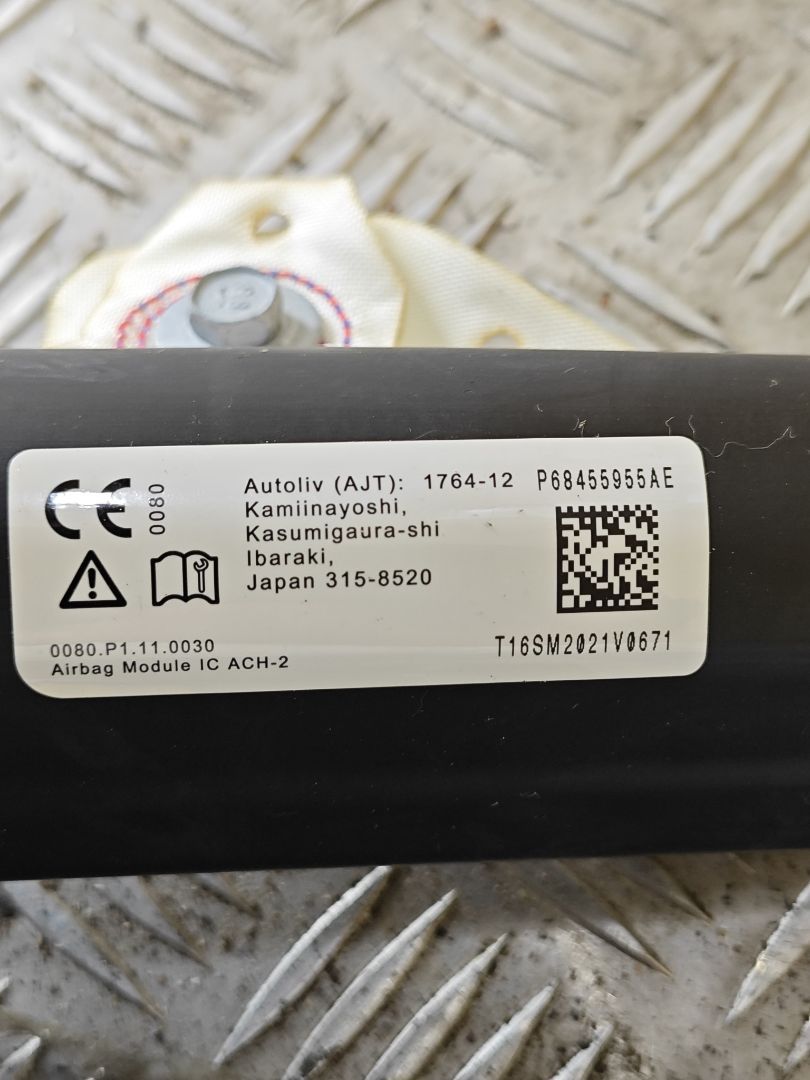 CE 0080
Autoliv (AJT): 1764-12
Kamiinayoshi,
Kasumigaura-shi
Ibaraki,
Japan 315-8520
P68455955AE
T16SM2021V0671
0080.P1.11.0030
Airbag Module IC ACH-2